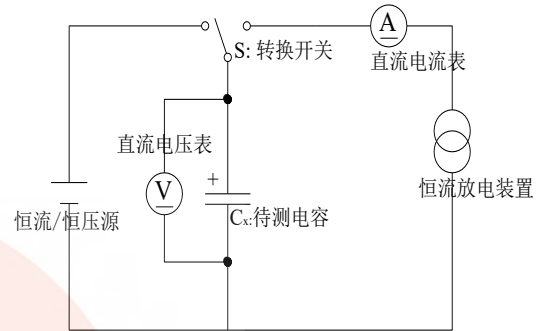 A
S: 转换开关
直流电流表
直流电压表
+
V
恒流放电装置
恒流/恒压源
Cx:待测电容